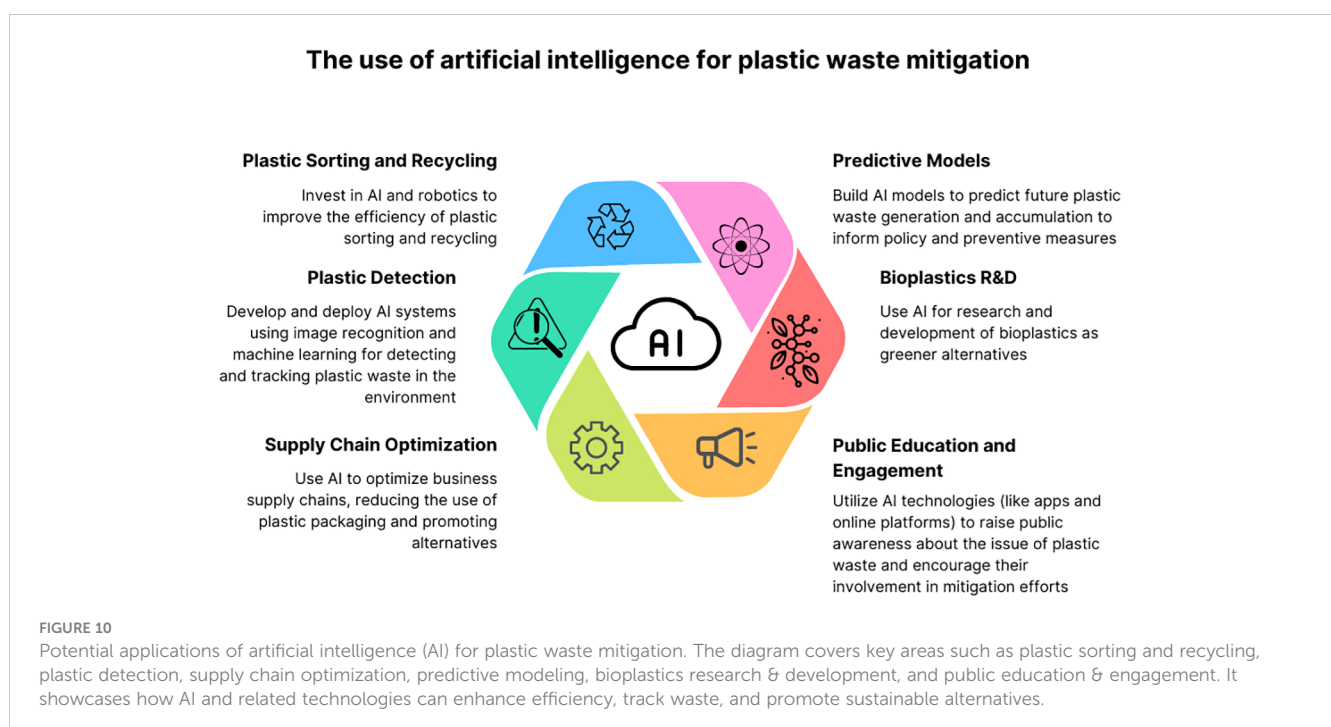 The use of artificial intelligence for plastic waste mitigation
Plastic Sorting and Recycling
Invest in AI and robotics to
improve the efficiency of plastic
sorting and recycling
Plastic Detection
Develop and deploy AI systems
using image recognition and
machine learning for detecting
and tracking plastic waste in the
environment
Supply Chain Optimization
Use AI to optimize business
supply chains, reducing the use of
plastic packaging and promoting
alternatives
AI
Predictive Models
Build AI models to predict future plastic
waste generation and accumulation to
inform policy and preventive measures
Bioplastics R&D
Use AI for research and
development of bioplastics as
greener alternatives
Public Education and
Engagement
Utilize AI technologies (like apps and
online platforms) to raise public
awareness about the issue of plastic
waste and encourage their
involvement in mitigation efforts
FIGURE 10
Potential applications of artificial intelligence (AI) for plastic waste mitigation. The diagram covers key areas such as plastic sorting and recycling,
plastic detection, supply chain optimization, predictive modeling, bioplastics research & development, and public education & engagement. It
showcases how AI and related technologies can enhance efficiency, track waste, and promote sustainable alternatives.